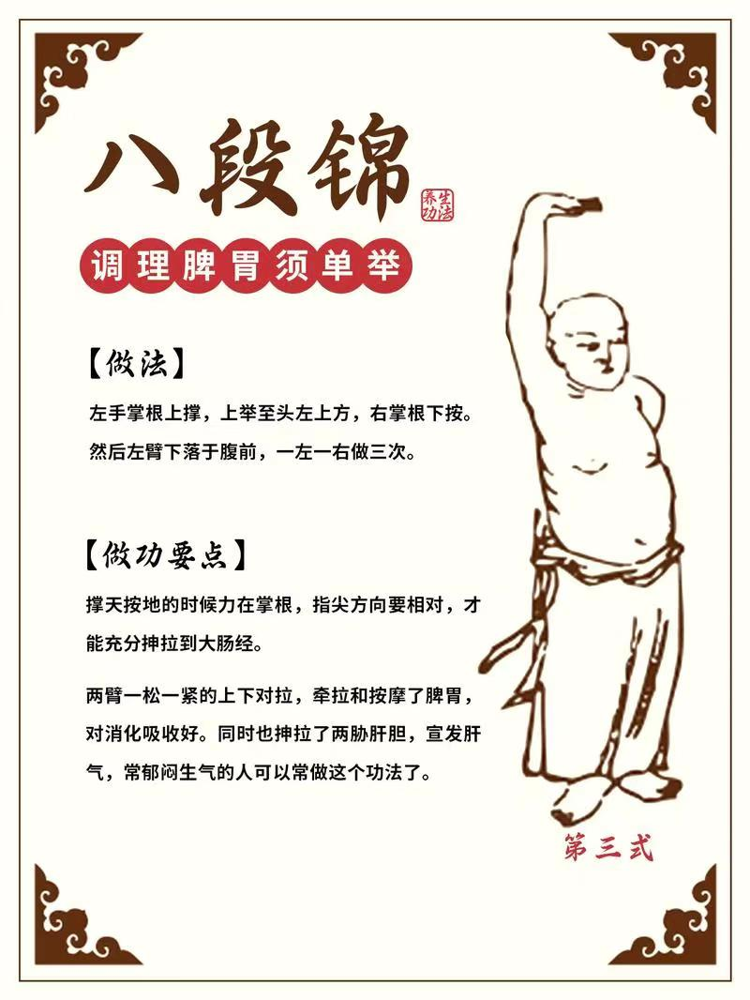 八段锦
养生
功法
调理脾胃须单举
【做法】
左手掌根上撑，上举至头左上方，右掌根下按。
然后左臂下落于腹前，一左一右做三次。
【做功要点】
撑天按地的时候力在掌根，指尖方向要相对，才
能充分抻拉到大肠经。
两臂一松一紧的上下对拉，牵拉和按摩了脾胃，
对消化吸收好。同时也抻拉了两胁肝胆，宣发肝
气，常郁闷生气的人可以常做这个功法了。
第三式